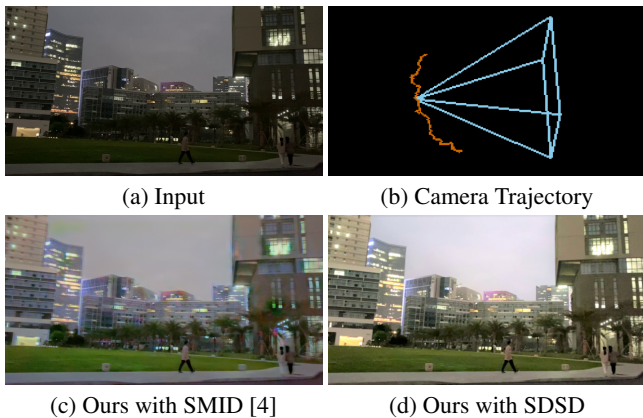 (a) Input
(b) Camera Trajectory
(c) Ours with SMID [4]
(d) Ours with SDSD